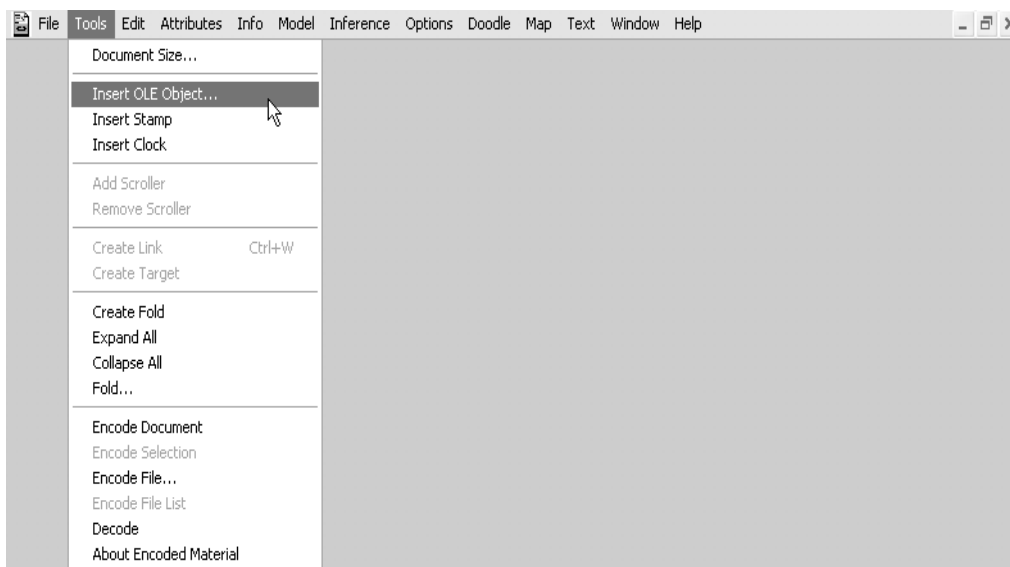 File Tools Edit Attributes Info Model Inference Options Doodle Map Text Window Help
Document Size...
Insert OLE Object...
Insert Stamp
Insert Clock
Add Scroller
Remove Scroller
Create Link Ctrl+W
Create Target
Create Fold
Expand All
Collapse All
Fold...
Encode Document
Encode Selection
Encode File...
Encode File List
Decode
About Encoded Material